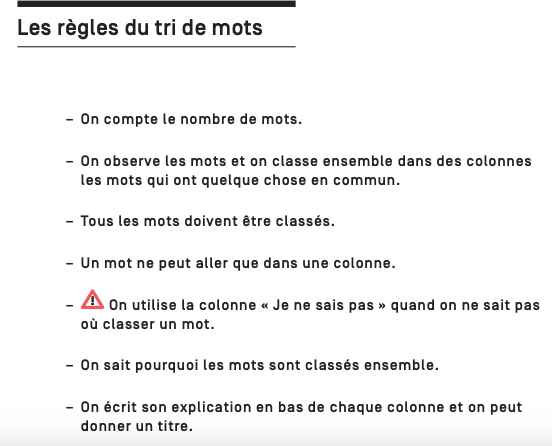 Les règles du tri de mots
– On compte le nombre de mots.
– On observe les mots et on classe ensemble dans des colonnes
les mots qui ont quelque chose en commun.
– Tous les mots doivent être classés.
– Un mot ne peut aller que dans une colonne.
– ⚠ On utilise la colonne « Je ne sais pas » quand on ne sait pas
où classer un mot.
– On sait pourquoi les mots sont classés ensemble.
– On écrit son explication en bas de chaque colonne et on peut
donner un titre.